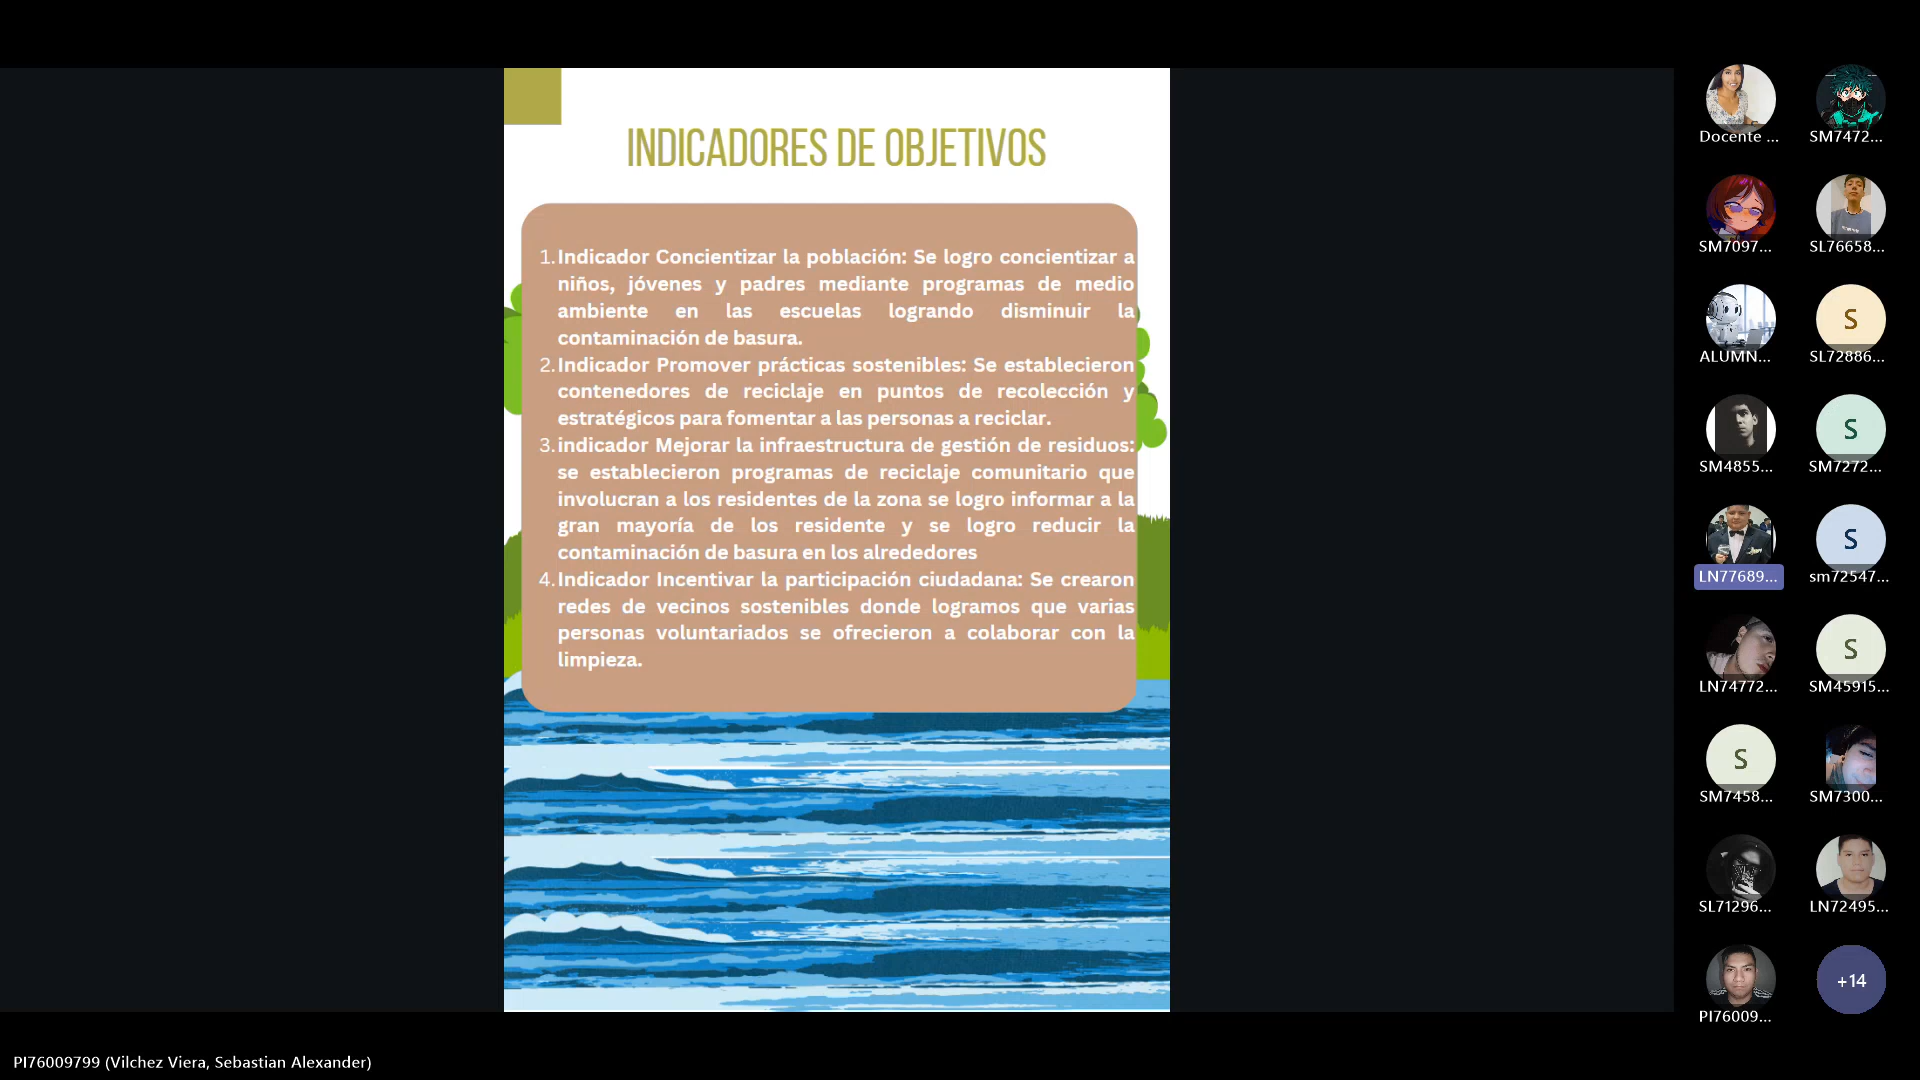 INDICADORES DE OBJETIVOS
1. Indicador Concientizar la población: Se logro concientizar a
niños, jóvenes y padres mediante programas de medio
ambiente en las escuelas logrando disminuir la
contaminación de basura.
2. Indicador Promover prácticas sostenibles: Se establecieron
contenedores de reciclaje en puntos de recolección y
estratégicos para fomentar a las personas a reciclar.
3. indicador Mejorar la infraestructura de gestión de residuos:
se establecieron programas de reciclaje comunitario que
involucran a los residentes de la zona se logro informar a la
gran mayoría de los residente y se logro reducir la
contaminación de basura en los alrededores
4. Indicador Incentivar la participación ciudadana: Se crearon
redes de vecinos sostenibles donde logramos que varias
personas voluntariados se ofrecieron a colaborar con la
limpieza.
Docente ...
SM7472...
SM7097...
SL76658...
ALUMN...
S
SL72886...
SM4855...
S
SM7272...
LN77689...
S
sm72547...
LN74772...
S
SM45915...
S
SM7458...
SM7300...
SL71296...
LN72495...
PI76009...
+14
PI76009799 (Vilchez Viera, Sebastian Alexander)